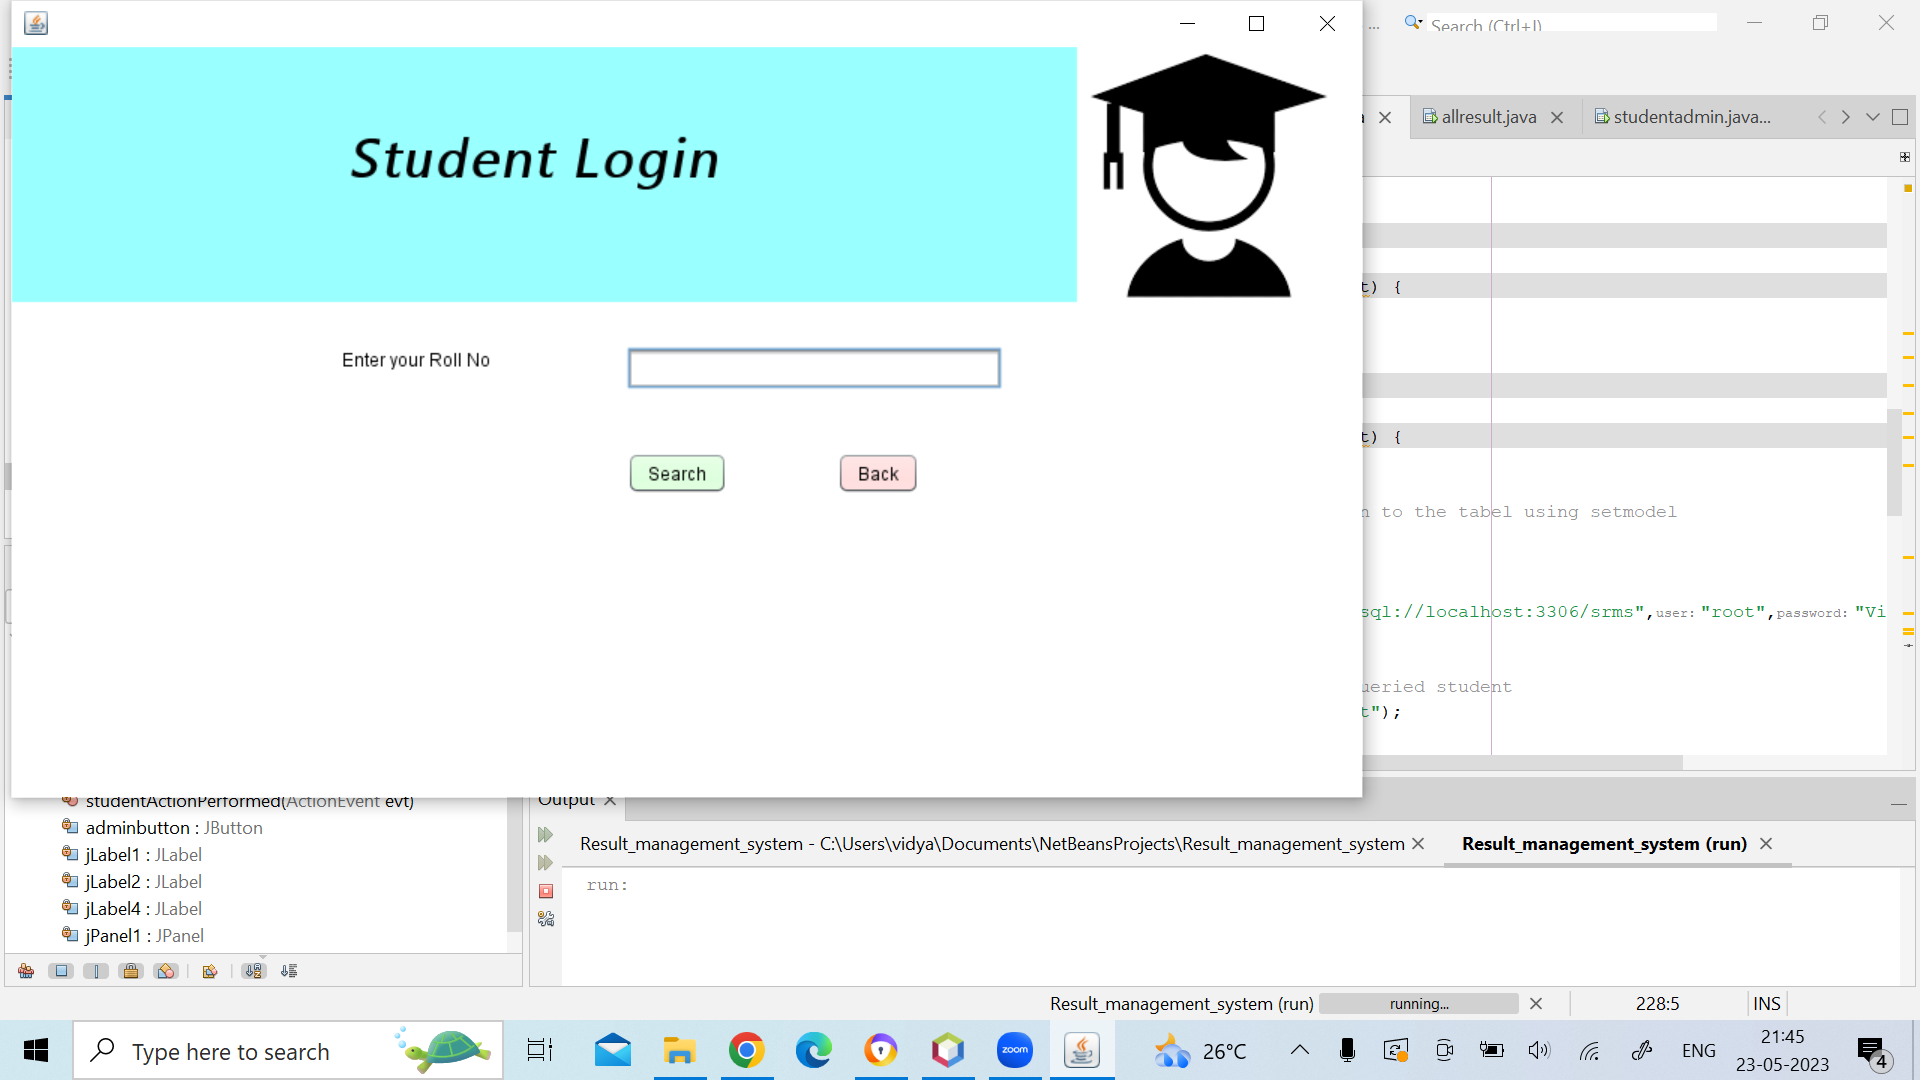 Search (Ctrl+I)
Student Login
allresult.java
studentadmin.java...
t) {
Enter your Roll No
t) {
Search
Back
n to the tabel using setmodel
sql://localhost:3306/srms",user:"root",password:"Vi
ueried student
t");
studentActionPerformed(ActionEvent evt)
Output
adminbutton : JButton
Result_management_system - C:\Users\vidya\Documents\NetBeansProjects\Result_management_system
Result_management_system (run)
jLabel1 : JLabel
jLabel2 : JLabel
run:
jLabel4 : JLabel
jPanel1 : JPanel
Result_management_system (run)
running...
228:5
INS
Type here to search
zoom
26°C
ENG
21:45
23-05-2023
4